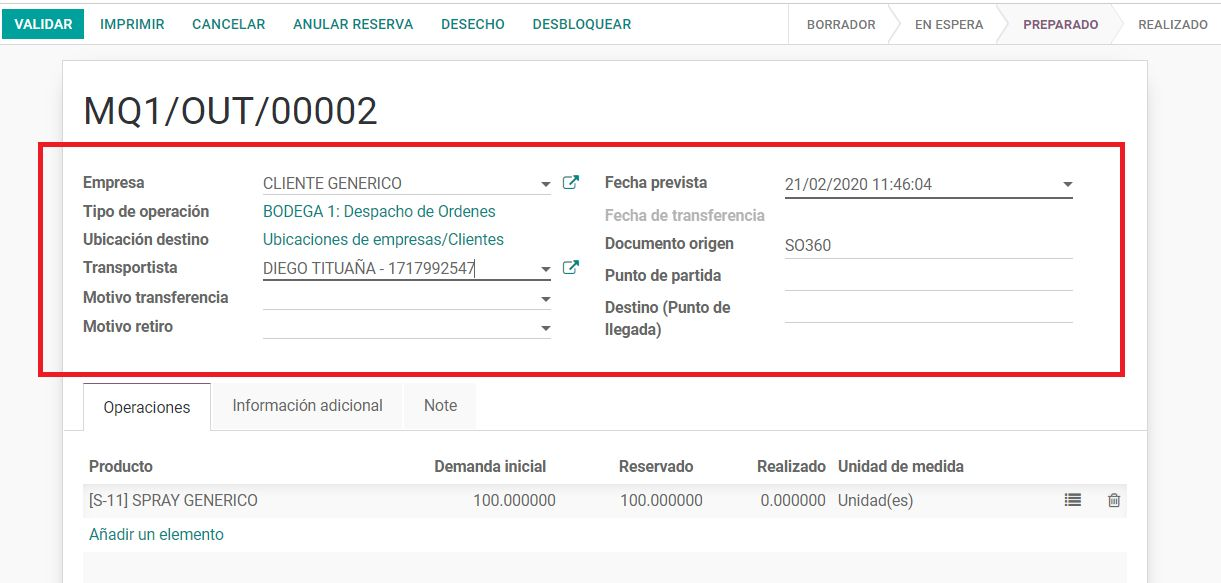 VALIDAR IMPRIMIR CANCELAR ANULAR RESERVA DESECHO DESBLOQUEAR BORRADOR EN ESPERA PREPARADO REALIZADO
MQ1/OUT/00002
Empresa CLIENTE GENERICO
Tipo de operación BODEGA 1: Despacho de Ordenes
Ubicación destino Ubicaciones de empresas/Clientes
Transportista DIEGO TITUAÑA - 1717992547
Motivo transferencia
Motivo retiro
Fecha prevista 21/02/2020 11:46:04
Fecha de transferencia
Documento origen SO360
Punto de partida
Destino (Punto de
llegada)
Operaciones Información adicional Note
Producto Demanda inicial Reservado Realizado Unidad de medida
[S-11] SPRAY GENERICO 100.000000 100.000000 0.000000 Unidad(es)
Añadir un elemento